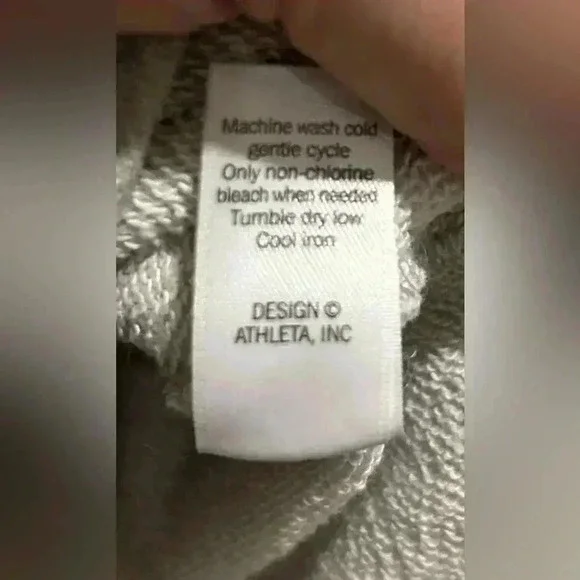 Machine wash cold
gentle cycle
Only non-chlorine
bleach when needed
Tumble dry low
Cool iron
DESIGN ©
ATHLETA, INC